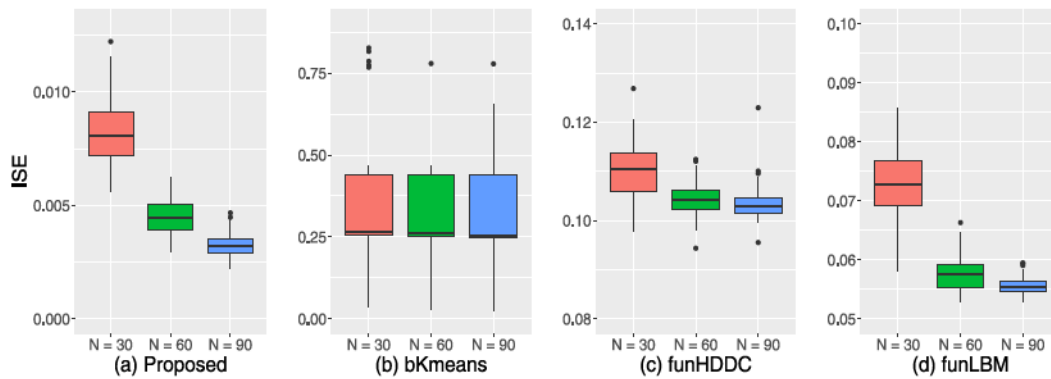 ISE
0.010
0.005
0.000
N = 30 N = 60 N = 90
(a) Proposed
0.75
0.50
0.25
0.00
N = 30 N = 60 N = 90
(b) bKmeans
0.14
0.12
0.10
0.08
N = 30 N = 60 N = 90
(c) funHDDC
0.10
0.09
0.08
0.07
0.06
0.05
N = 30 N = 60 N = 90
(d) funLBM